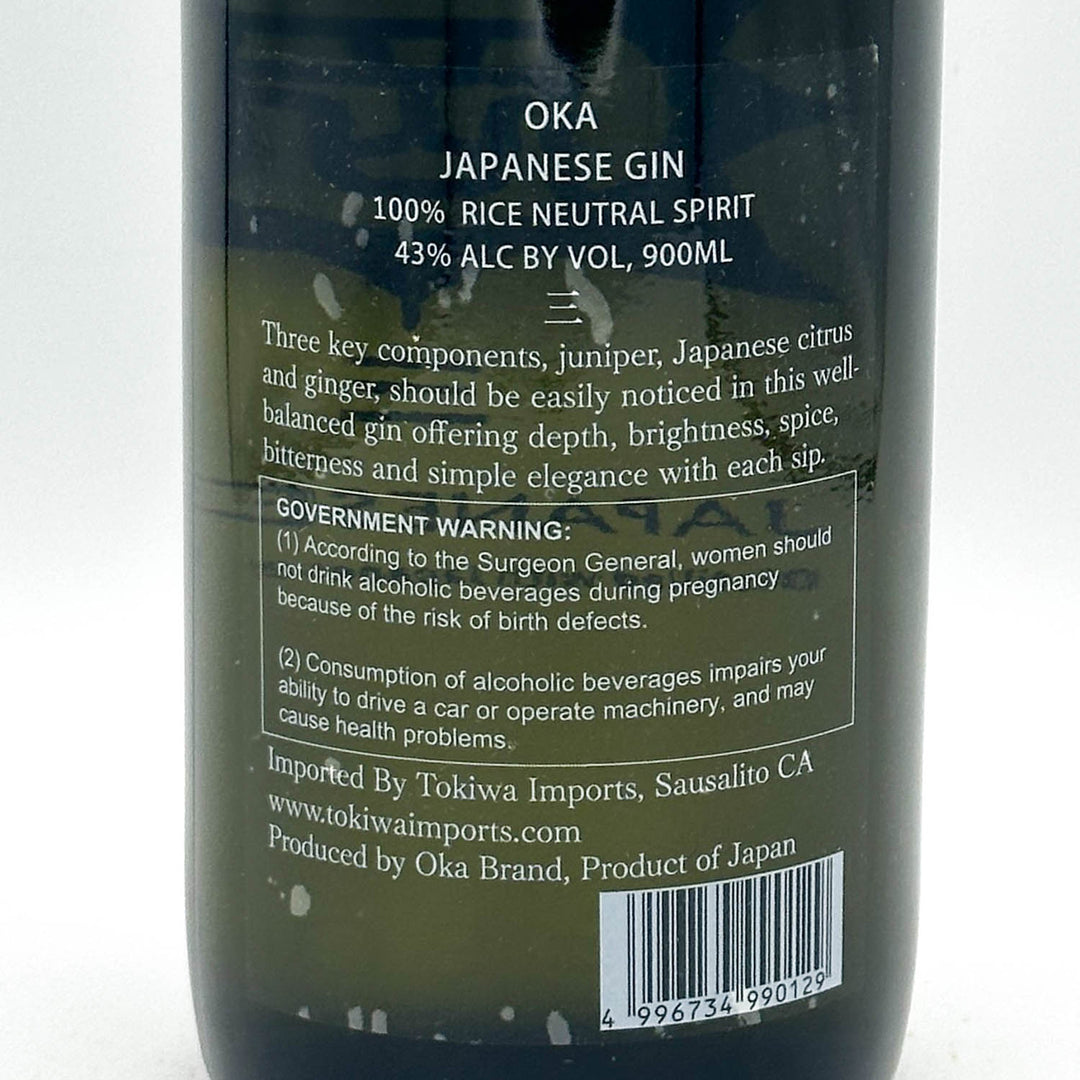 OKA
JAPANESE GIN
100% RICE NEUTRAL SPIRIT
43% ALC BY VOL, 900ML
三
Three key components, juniper, Japanese citrus
and ginger, should be easily noticed in this well-
balanced gin offering depth, brightness, spice,
bitterness and simple elegance with each sip.
JAPANESE
GOVERNMENT WARNING:
(1) According to the Surgeon General, women should
not drink alcoholic beverages during pregnancy
because of the risk of birth defects.
(2) Consumption of alcoholic beverages impairs your
ability to drive a car or operate machinery, and may
cause health problems.
Imported By Tokiwa Imports, Sausalito CA
www.tokiwaimports.com
Produced by Oka Brand, Product of Japan
4 996734 990129